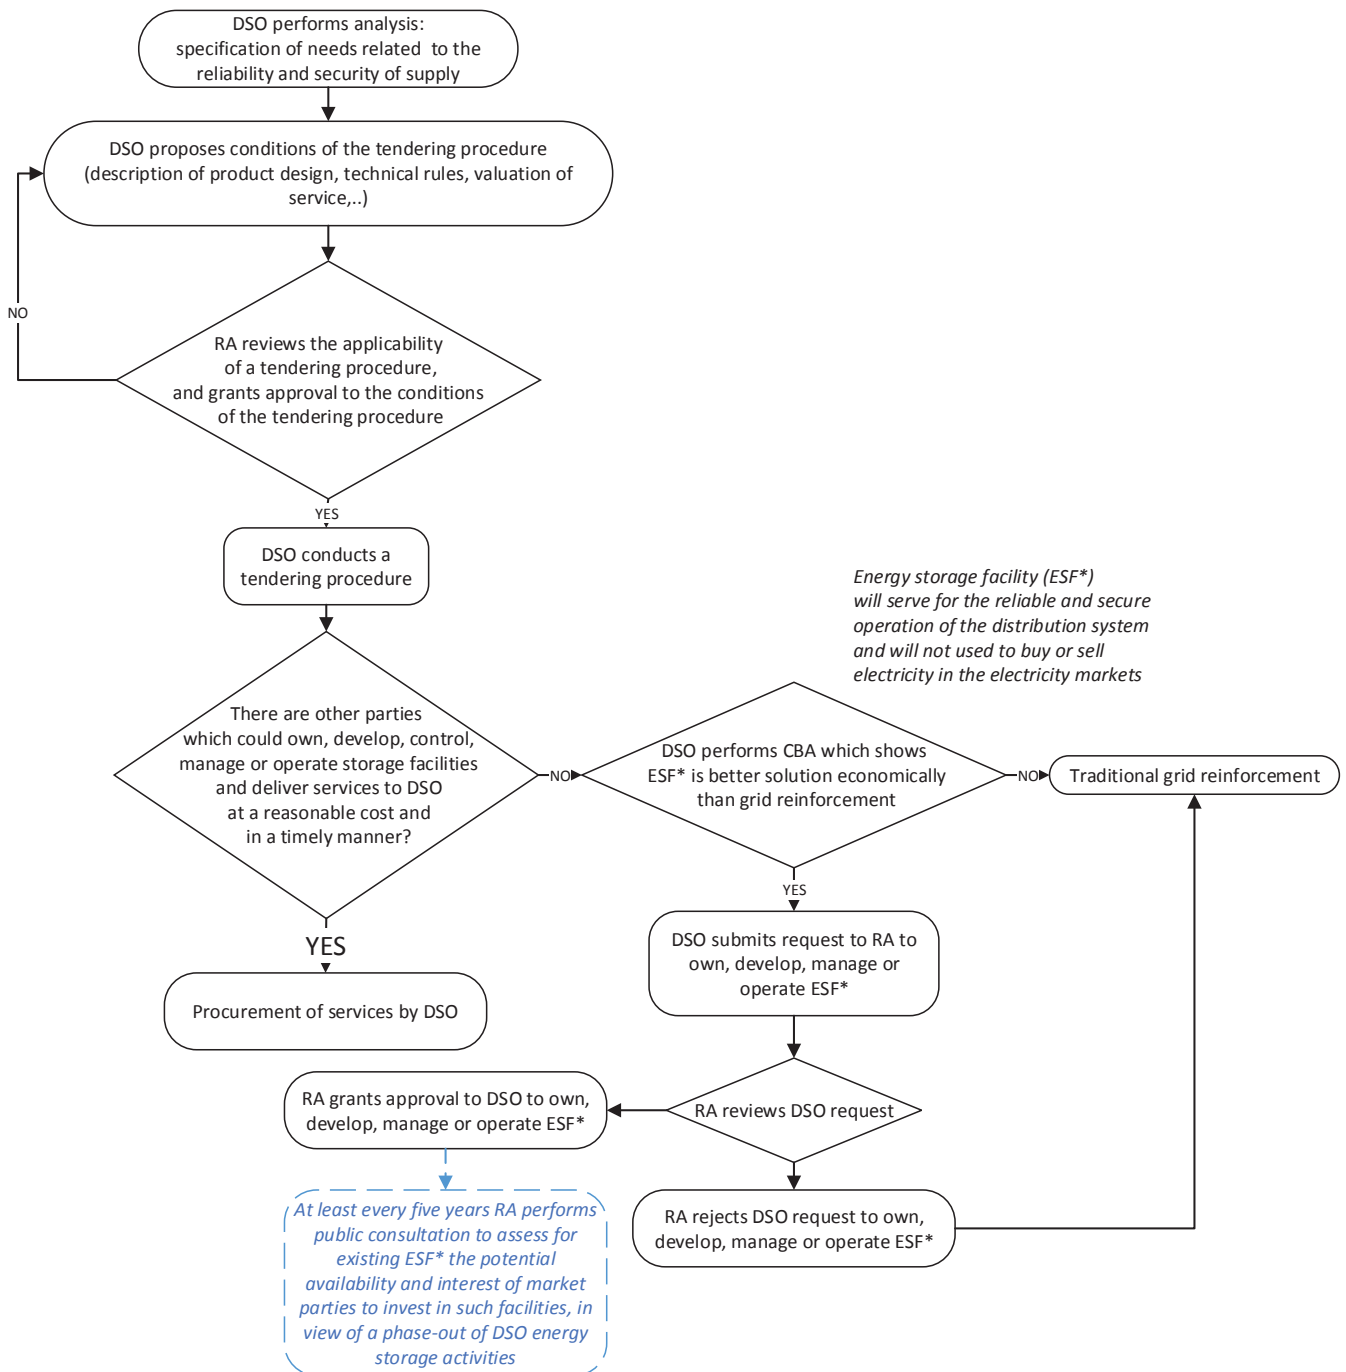 DSO performs analysis:
specification of needs related to the
reliability and security of supply
DSO proposes conditions of the tendering procedure
(description of product design, technical rules, valuation of
service,..)
NO
RA reviews the applicability
of a tendering procedure,
and grants approval to the conditions
of the tendering procedure
YES
DSO conducts a
tendering procedure
Energy storage facility (ESF*)
will serve for the reliable and secure
operation of the distribution system
and will not used to buy or sell
electricity in the electricity markets
There are other parties
which could own, develop, control,
manage or operate storage facilities
and deliver services to DSO
at a reasonable cost and
in a timely manner?
NO
DSO performs CBA which shows
ESF* is better solution economically
than grid reinforcement
NO
Traditional grid reinforcement
YES
YES
DSO submits request to RA to
own, develop, manage or
operate ESF*
Procurement of services by DSO
RA grants approval to DSO to own,
develop, manage or operate ESF*
RA reviews DSO request
RA rejects DSO request to own,
develop, manage or operate ESF*
At least every five years RA performs
public consultation to assess for
existing ESF* the potential
availability and interest of market
parties to invest in such facilities, in
view of a phase-out of DSO energy
storage activities